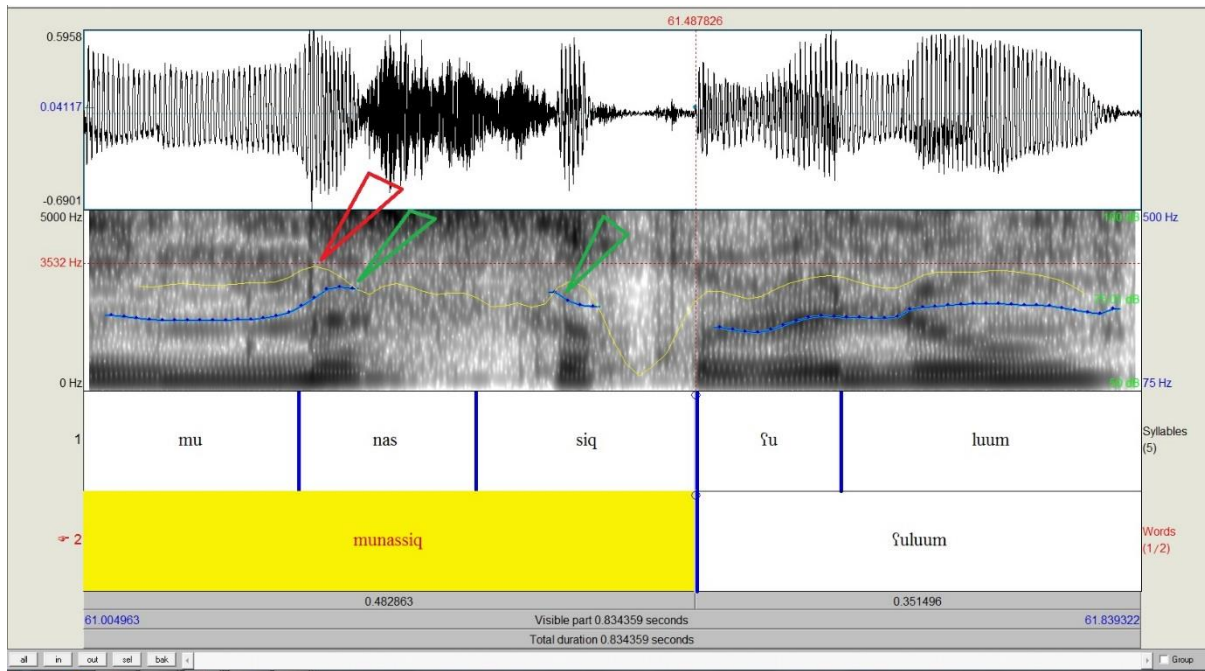 61.487826
0.5958
0.04117
-0.6901
5000 Hz
500 Hz
3532 Hz
0 Hz
75 Hz
1 mu nas siq ʕu luum Syllables
(5)
☞ 2 munassiq ʕuluum Words
(1/2)
0.482863 0.351496
61.004963 Visible part 0.834359 seconds 61.839322
Total duration 0.834359 seconds
all in out sel bak Group